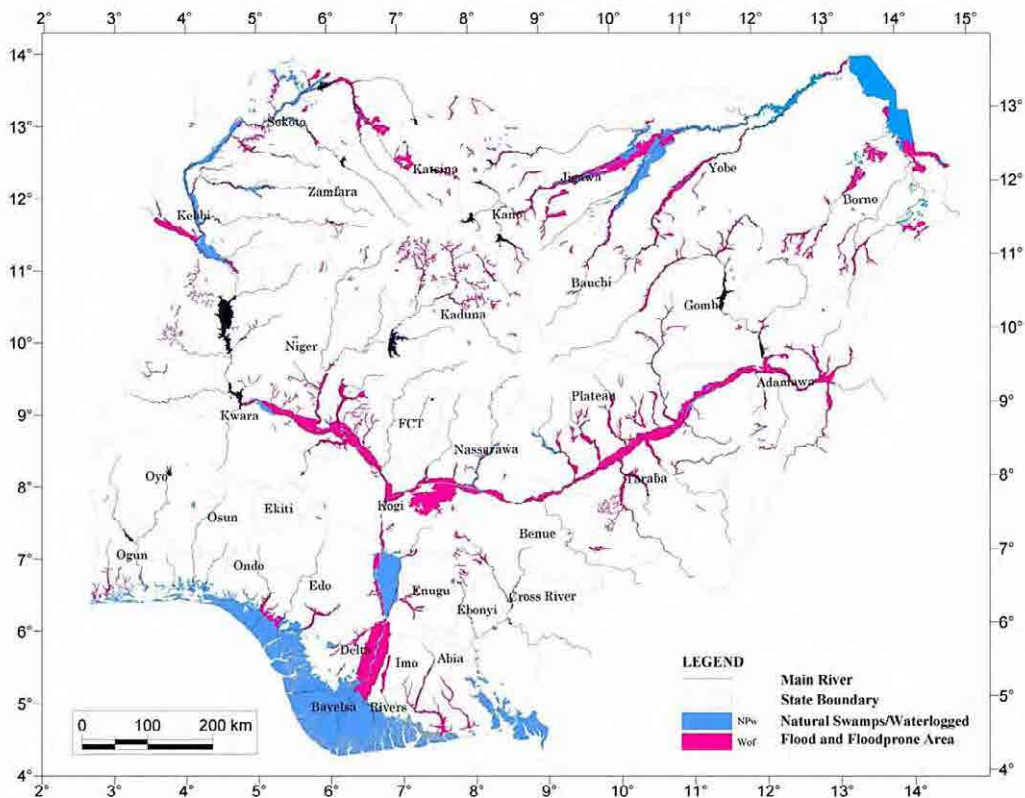 2° 3° 4° 5° 6° 7° 8° 9° 10° 11° 12° 13° 14° 15°
14°
13°
12°
11°
10°
9°
8°
7°
6°
5°
4°
13°
12°
11°
10°
9°
8°
7°
6°
5°
4°
Sokoto
Katsina
Zamfara
Kebbi
Kano
Jigawa
Yobe
Borno
Bauchi
Gombe
Kaduna
Niger
Adamawa
Plateau
Kwara
FCT
Nassarawa
Taraba
Kogi
Oyo
Osun
Ekiti
Benue
Ogun
Ondo
Edo
Enugu
Ebonyi
Cross River
Delta
Imo
Abia
Bayelsa
Rivers
LEGEND
Main River
State Boundary
NPw Natural Swamps/Waterlogged
Wof Flood and Floodprone Area
0 100 200 km
2° 3° 4° 5° 6° 7° 8° 9° 10° 11° 12° 13° 14°